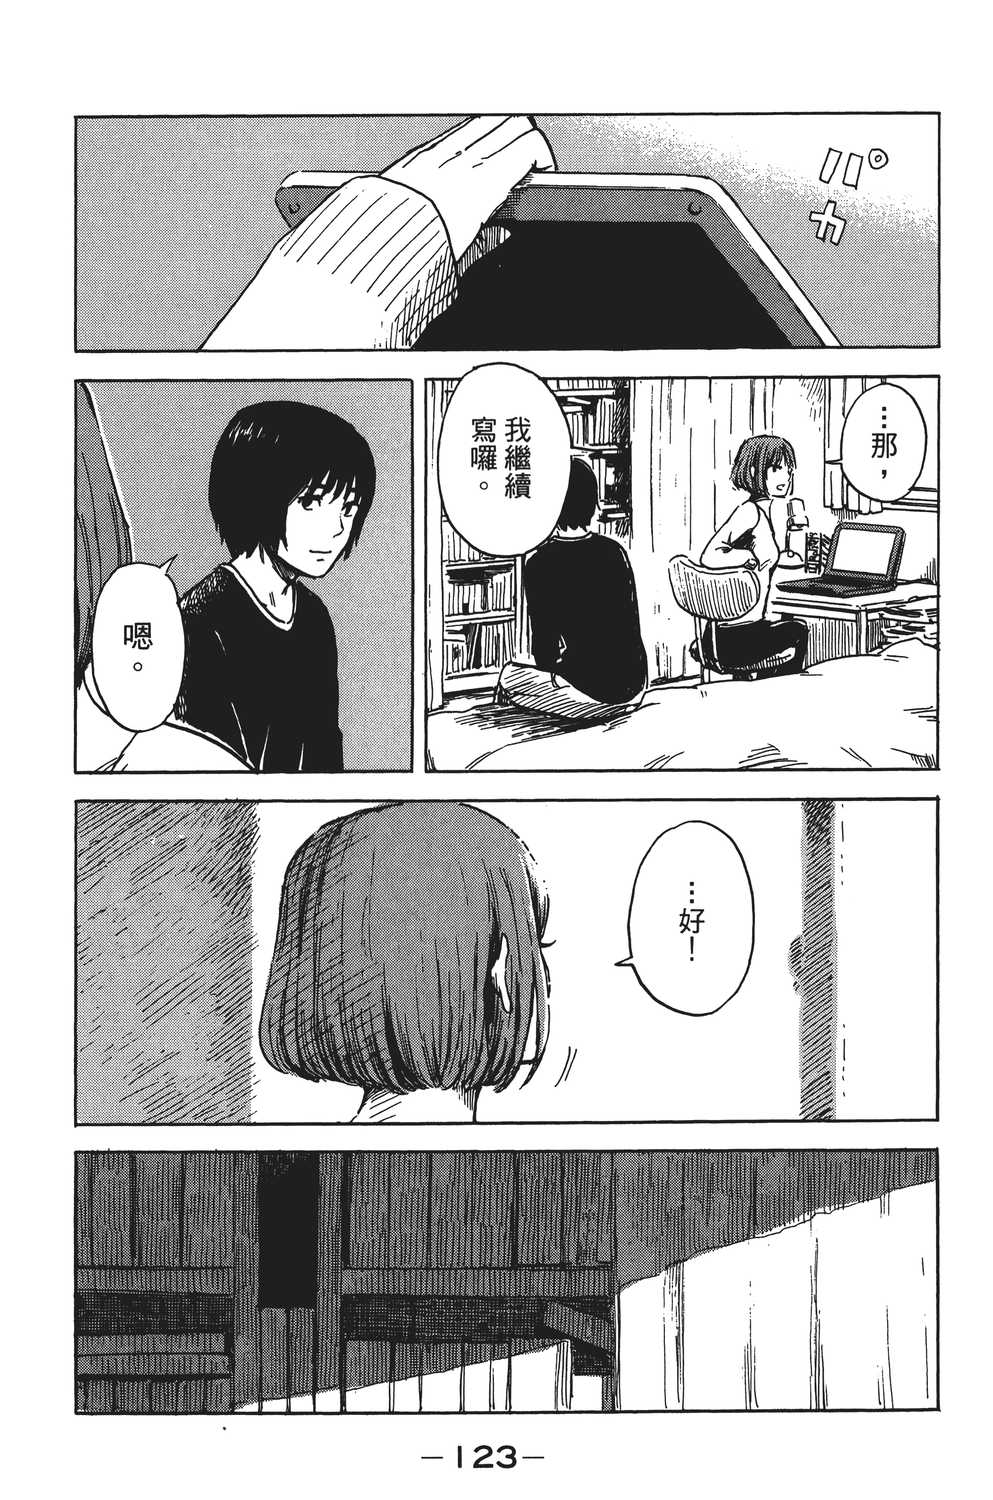 パカ
…那，
我繼續
寫囉。
嗯。
…好！
—123—